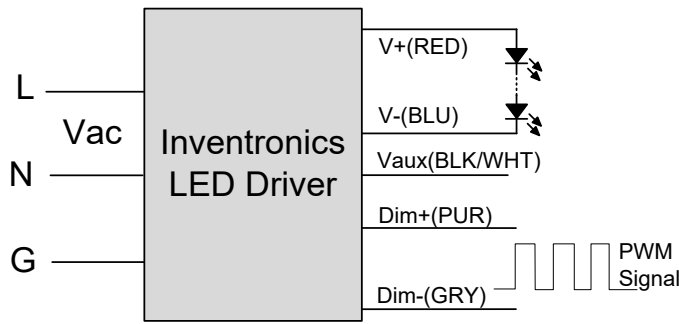 V+(RED)
L
V-(BLU)
Vac
Inventronics
LED Driver
Vaux(BLK/WHT)
N
Dim+(PUR)
G
PWM
Signal
Dim-(GRY)